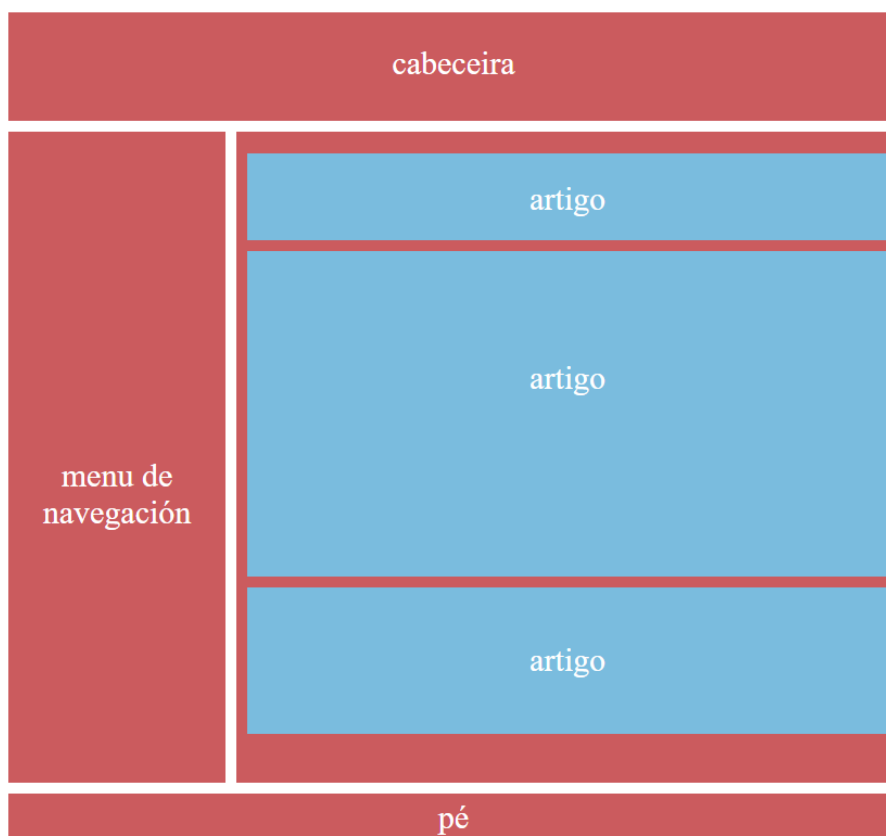 cabeceira
artigo
artigo
menu de
navegación
artigo
pé